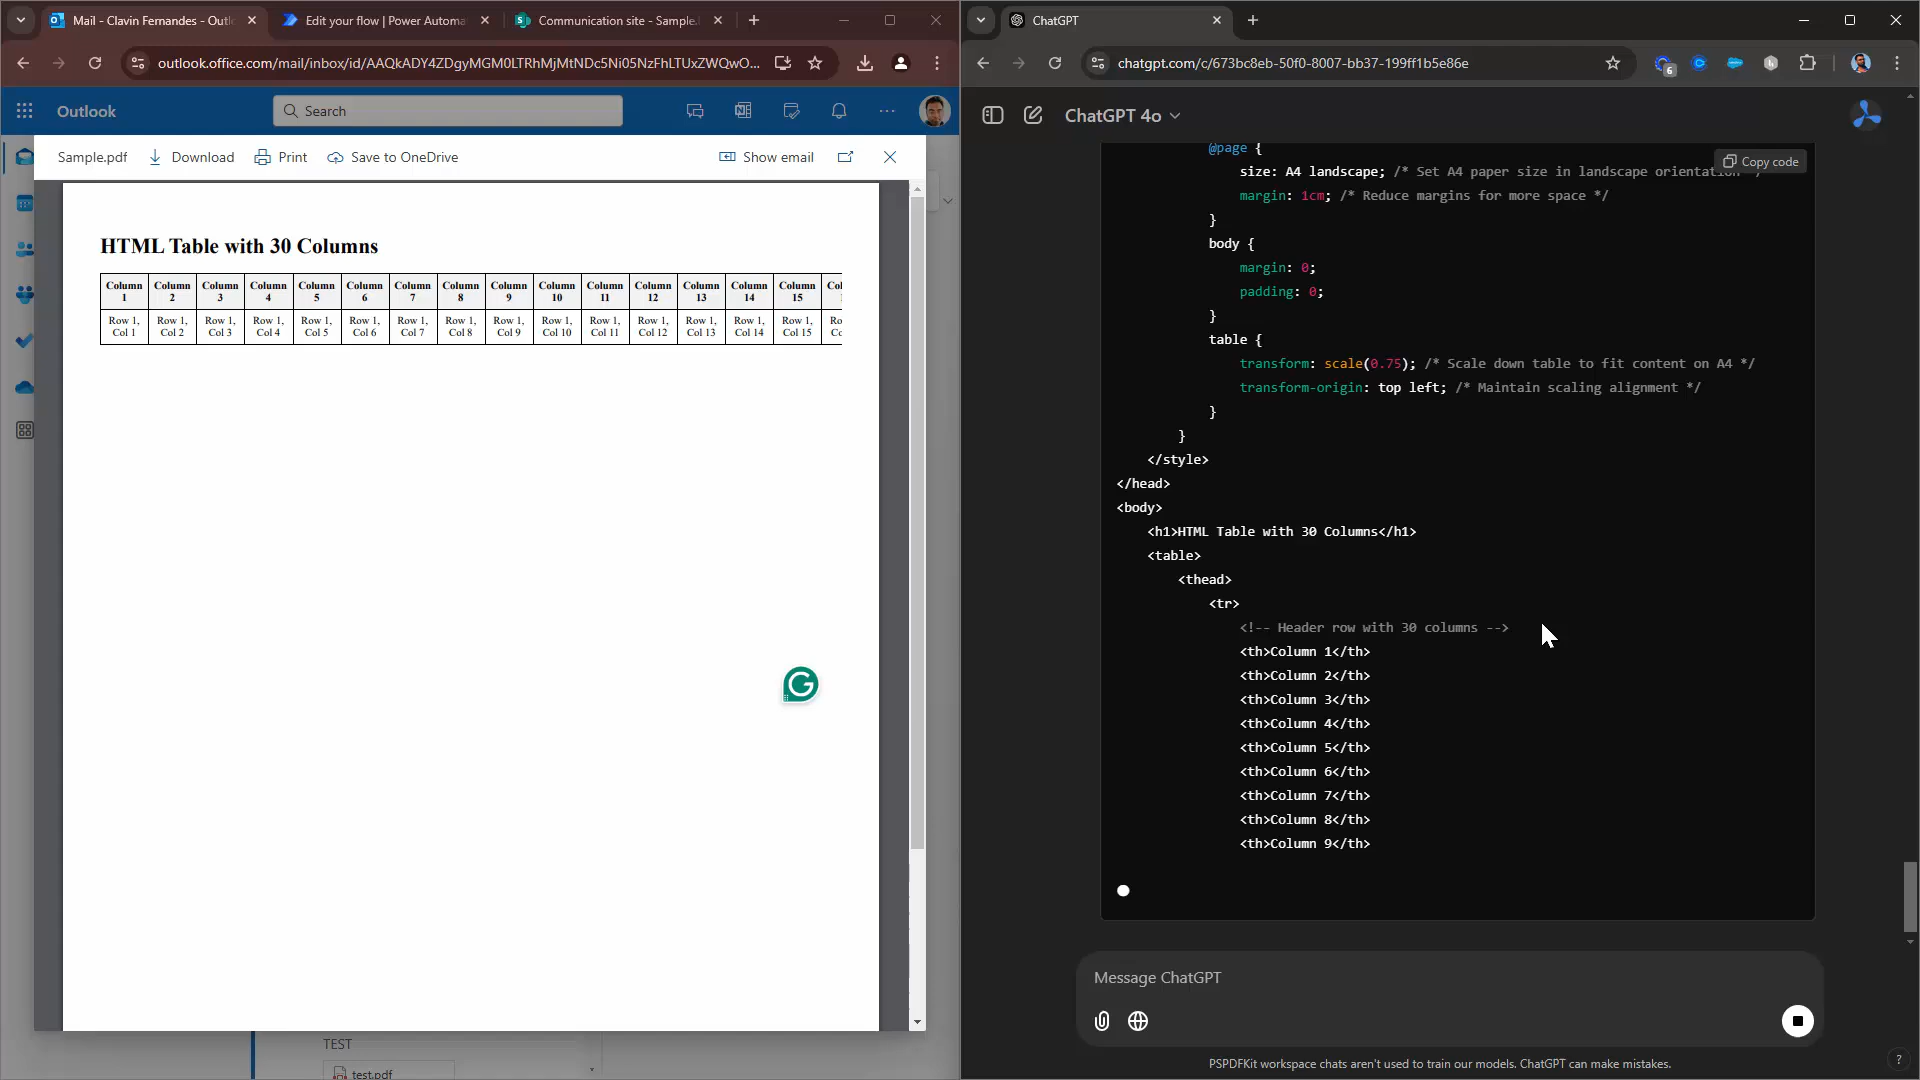 Mail - Clavin Fernandes - Outl
Edit your flow | Power Automa
Communication site - Sample.
outlook.office.com/mail/inbox/id/AAQkADY4ZDgyMGM0LTRhMjMtNDc5Ni05NzFhLTUxZWQwO...
Outlook
Search
Sample.pdf
Download
Print
Save to OneDrive
Show email
HTML Table with 30 Columns
Column 1 Column 2 Column 3 Column 4 Column 5 Column 6 Column 7 Column 8 Column 9 Column 10 Column 11 Column 12 Column 13 Column 14 Column 15
Row 1, Col 1 Row 1, Col 2 Row 1, Col 3 Row 1, Col 4 Row 1, Col 5 Row 1, Col 6 Row 1, Col 7 Row 1, Col 8 Row 1, Col 9 Row 1, Col 10 Row 1, Col 11 Row 1, Col 12 Row 1, Col 13 Row 1, Col 14 Row 1, Col 15
TEST
test.pdf
ChatGPT
chatgpt.com/c/673bc8eb-50f0-8007-bb37-199ff1b5e86e
6
ChatGPT 4o
Copy code
@page {
size: A4 landscape; /* Set A4 paper size in landscape orientation */
margin: 1cm; /* Reduce margins for more space */
}
body {
margin: 0;
padding: 0;
}
table {
transform: scale(0.75); /* Scale down table to fit content on A4 */
transform-origin: top left; /* Maintain scaling alignment */
}
}
</style>
</head>
<body>
<h1>HTML Table with 30 Columns</h1>
<table>
<thead>
<tr>
<!-- Header row with 30 columns -->
<th>Column 1</th>
<th>Column 2</th>
<th>Column 3</th>
<th>Column 4</th>
<th>Column 5</th>
<th>Column 6</th>
<th>Column 7</th>
<th>Column 8</th>
<th>Column 9</th>
Message ChatGPT
PSPDFKit workspace chats aren't used to train our models. ChatGPT can make mistakes.
?